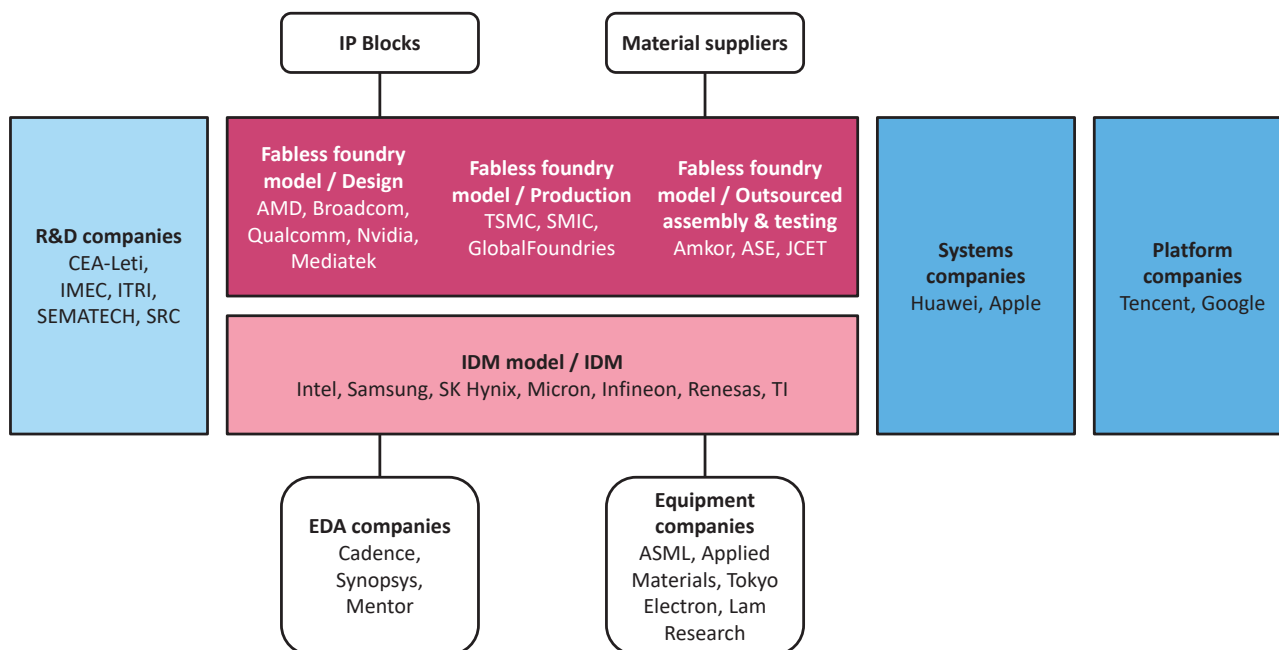 IP Blocks
Material suppliers
R&D companies
CEA-Leti,
IMEC, ITRI,
SEMATECH, SRC
Fabless foundry
model / Design
AMD, Broadcom,
Qualcomm, Nvidia,
Mediatek
Fabless foundry
model / Production
TSMC, SMIC,
GlobalFoundries
Fabless foundry
model / Outsourced
assembly & testing
Amkor, ASE, JCET
Systems
companies
Huawei, Apple
Platform
companies
Tencent, Google
IDM model / IDM
Intel, Samsung, SK Hynix, Micron, Infineon, Renesas, TI
EDA companies
Cadence,
Synopsys,
Mentor
Equipment
companies
ASML, Applied
Materials, Tokyo
Electron, Lam
Research